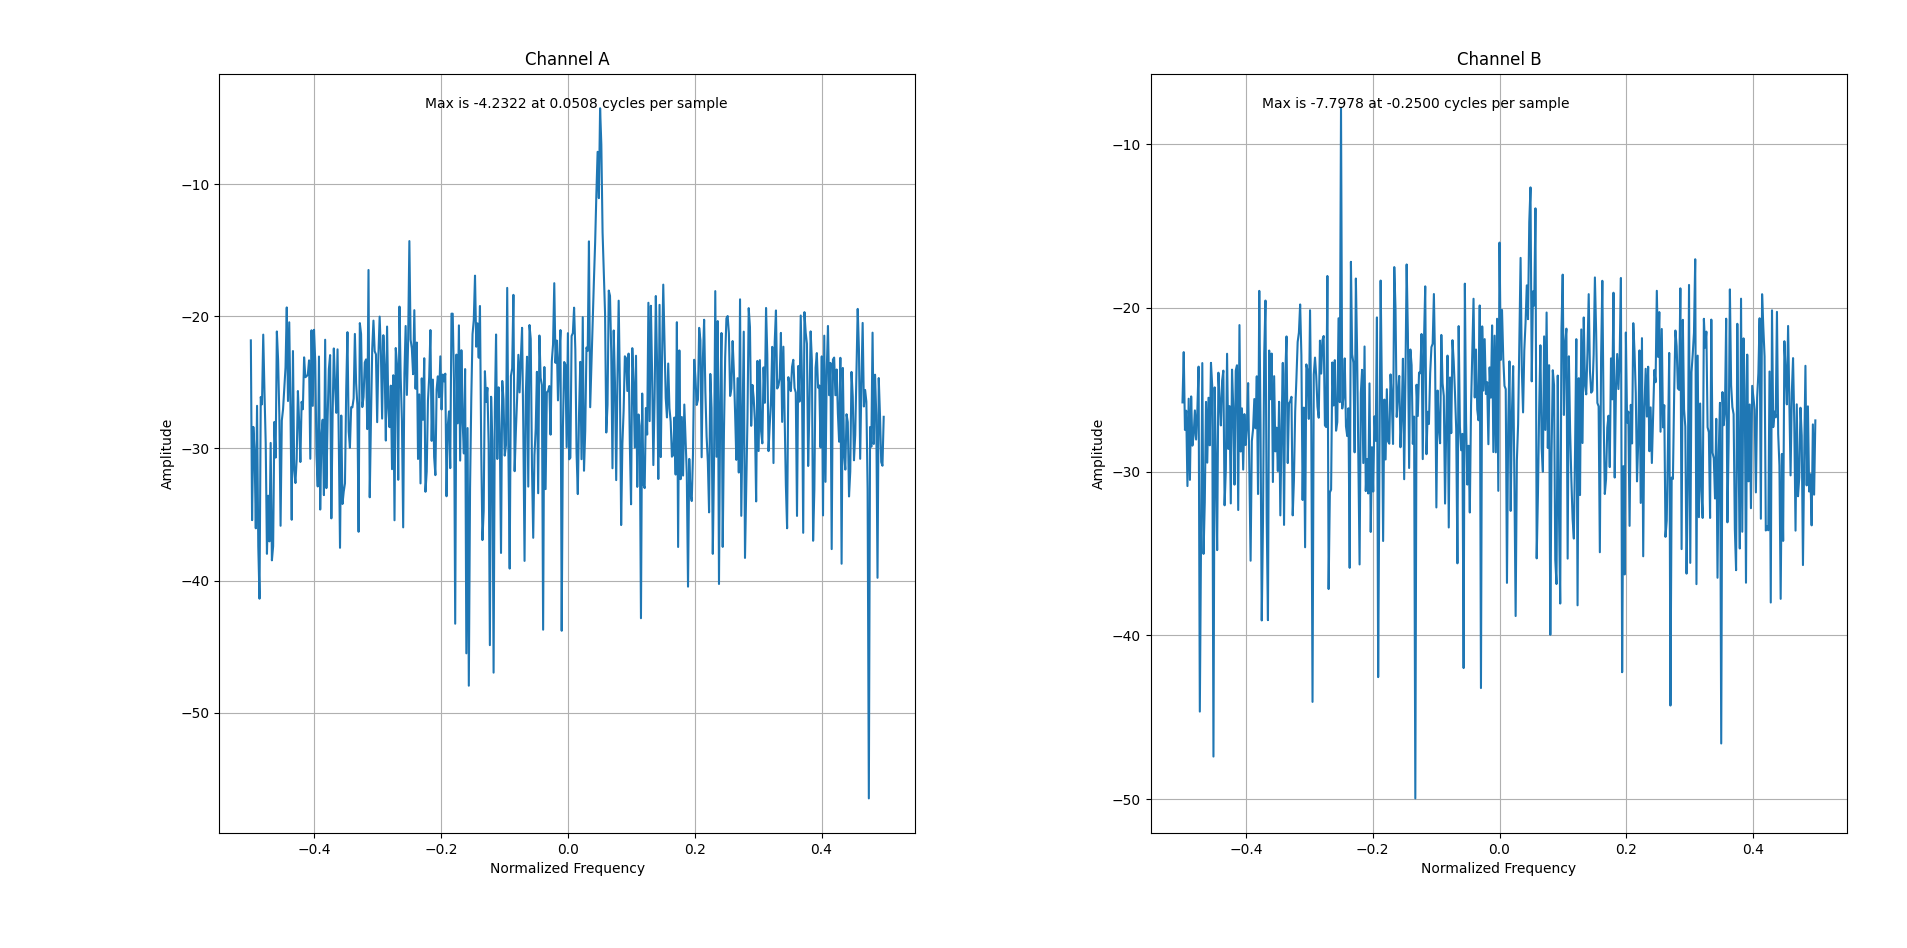 Channel A
Max is -4.2322 at 0.0508 cycles per sample
−10
−20
−30
−40
−50
Amplitude
−0.4
−0.2
0.0
0.2
0.4
Normalized Frequency
Channel B
Max is -7.7978 at -0.2500 cycles per sample
−10
−20
−30
−40
−50
Amplitude
−0.4
−0.2
0.0
0.2
0.4
Normalized Frequency